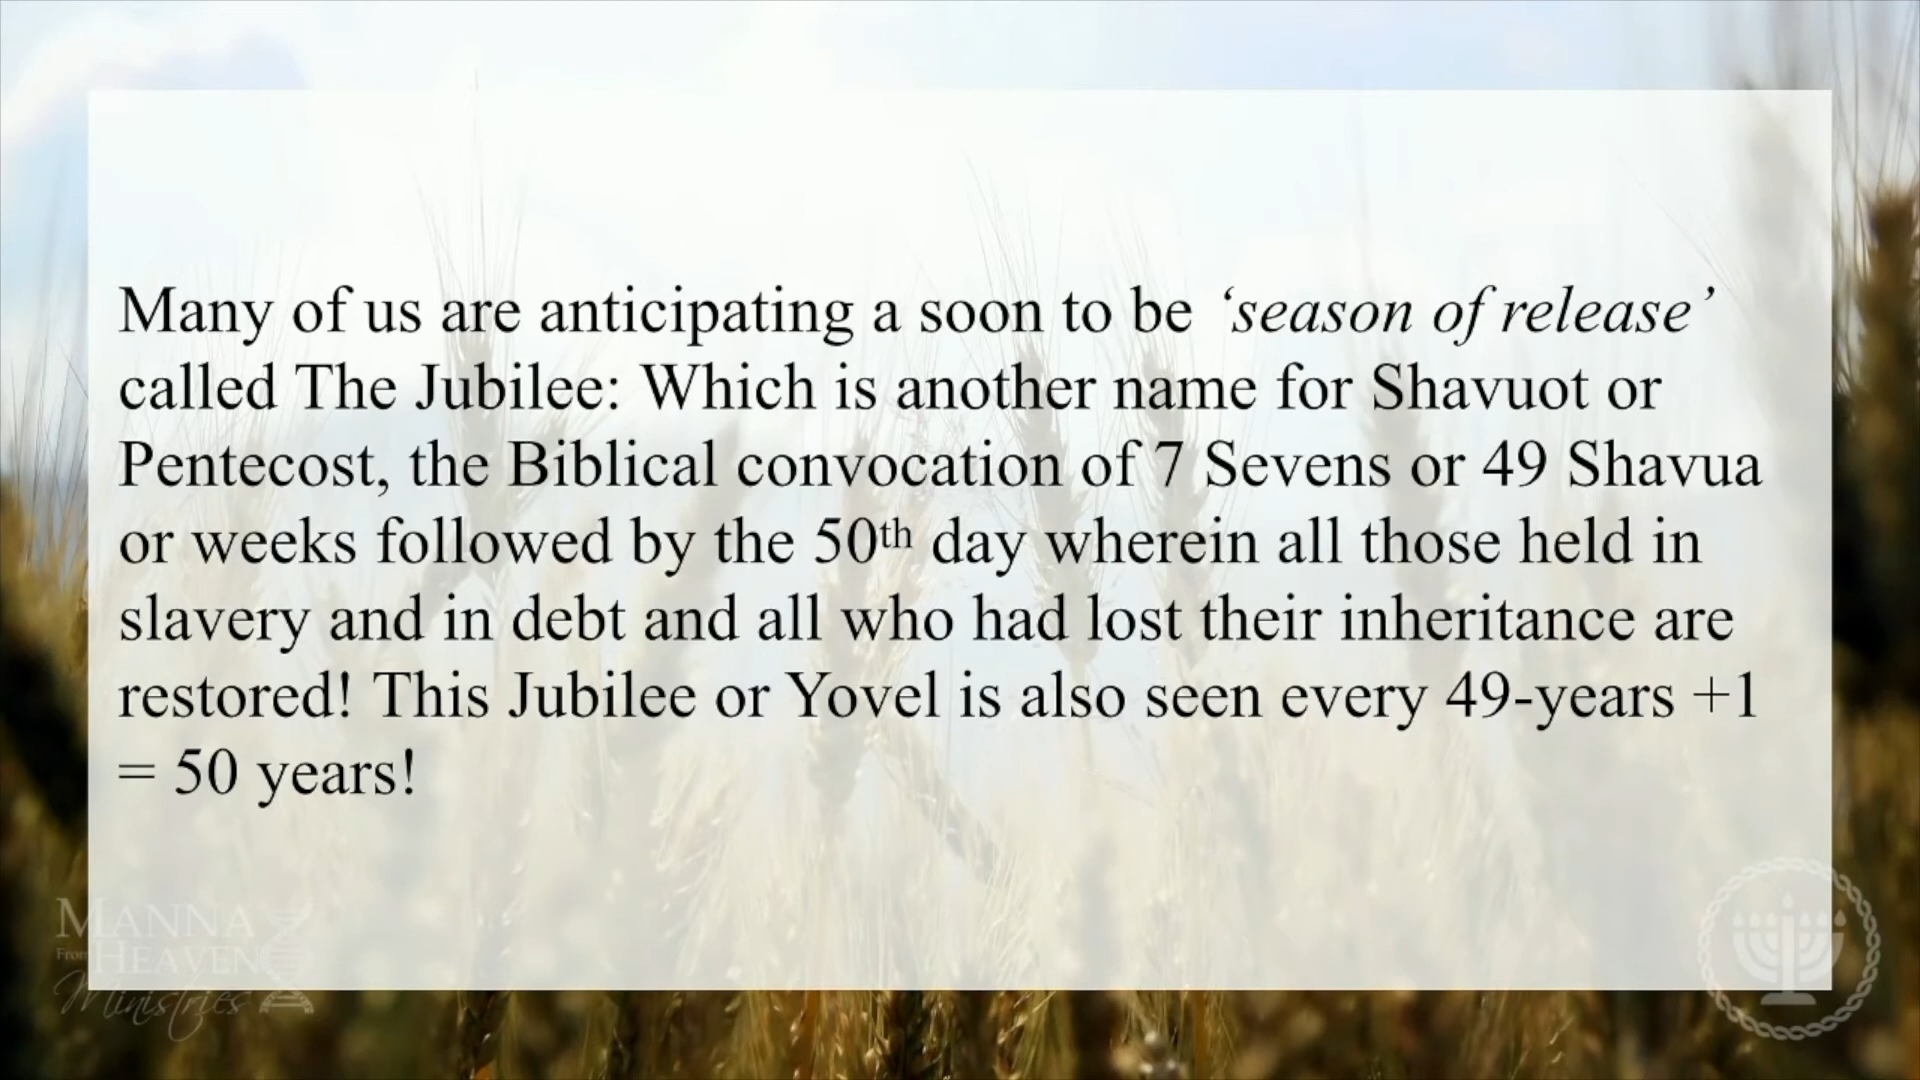 Many of us are anticipating a soon to be ‘season of release’
called The Jubilee: Which is another name for Shavuot or
Pentecost, the Biblical convocation of 7 Sevens or 49 Shavua
or weeks followed by the 50th day wherein all those held in
slavery and in debt and all who had lost their inheritance are
restored! This Jubilee or Yovel is also seen every 49-years +1
= 50 years!
MANNA
From HEAVEN
Ministries